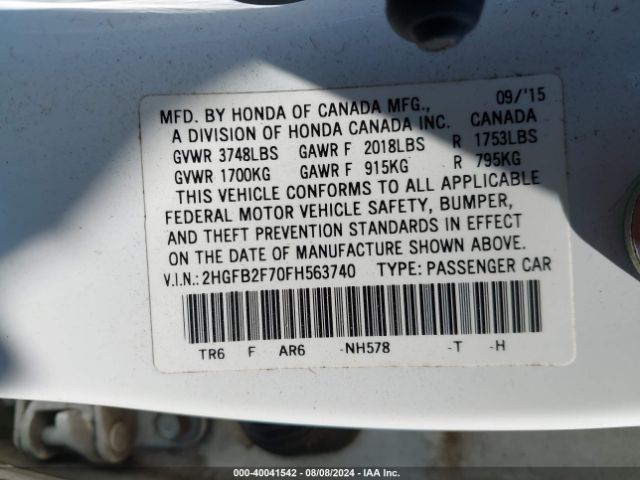 09/'15
MFD. BY HONDA OF CANADA MFG., CANADA
A DIVISION OF HONDA CANADA INC.
GVWR 3748LBS GAWR F 2018LBS R 1753LBS
GVWR 1700KG GAWR F 915KG R 795KG
THIS VEHICLE CONFORMS TO ALL APPLICABLE
FEDERAL MOTOR VEHICLE SAFETY, BUMPER,
AND THEFT PREVENTION STANDARDS IN EFFECT
ON THE DATE OF MANUFACTURE SHOWN ABOVE.
V.I.N.: 2HGFB2F70FH563740 TYPE: PASSENGER CAR
TR6 F AR6 -NH578 -T -H
000-40041542 - 08/08/2024 - IAA Inc.